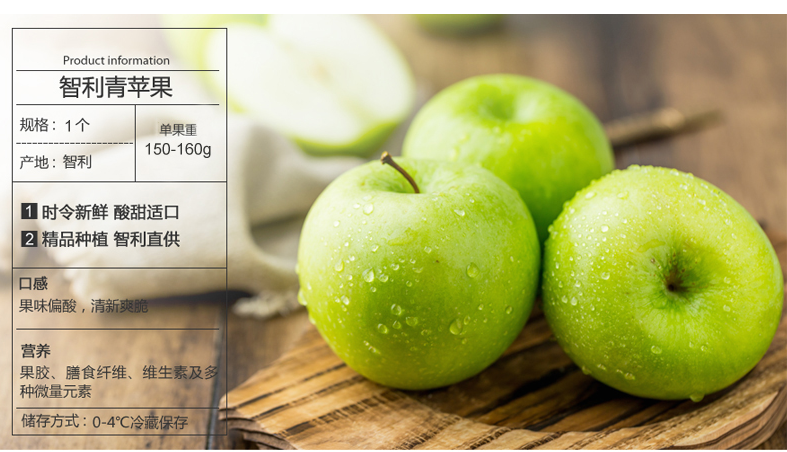 Product information
智利青苹果
规格：1个
产地：智利
单果重
150-160g
1 时令新鲜 酸甜适口
2 精品种植 智利直供
口感
果味偏酸，清新爽脆
营养
果胶、膳食纤维、维生素及多
种微量元素
储存方式：0-4℃冷藏保存